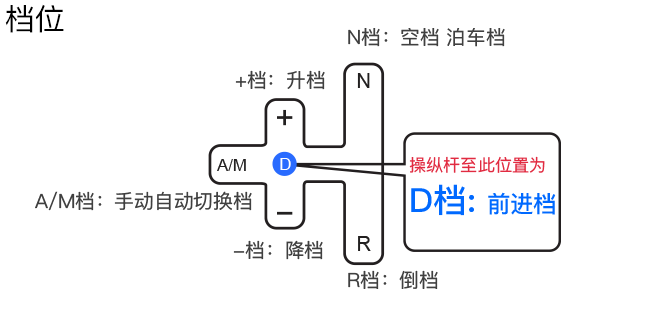 档位
N档：空档 泊车档
+档：升档
N
+
A/M
D
操纵杆至此位置为
D档：前进档
A/M档：手动自动切换档
−
R
−档：降档
R档：倒档